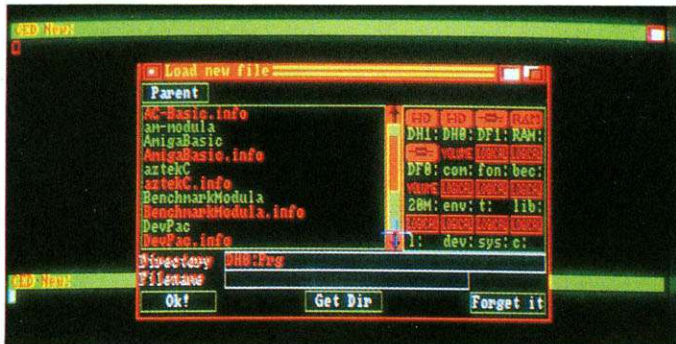 CED New:
Load new file
Parent
AC-Basic.info
am-modula
AmigaBasic
AmigaBasic.info
aztekC
aztekC.info
BenchmarkModula
BenchmarkModula.info
DevPac
DevPac.info
HD HD RAM
DH1: DH0: DF1: RAM:
VOLUME
DF0: com: fon: bec:
VOLUME
20M: env: t: lib:
l: dev: sys: c:
Directory DH0:Prg
Filename
CED New:
Ok! Get Dir Forget it